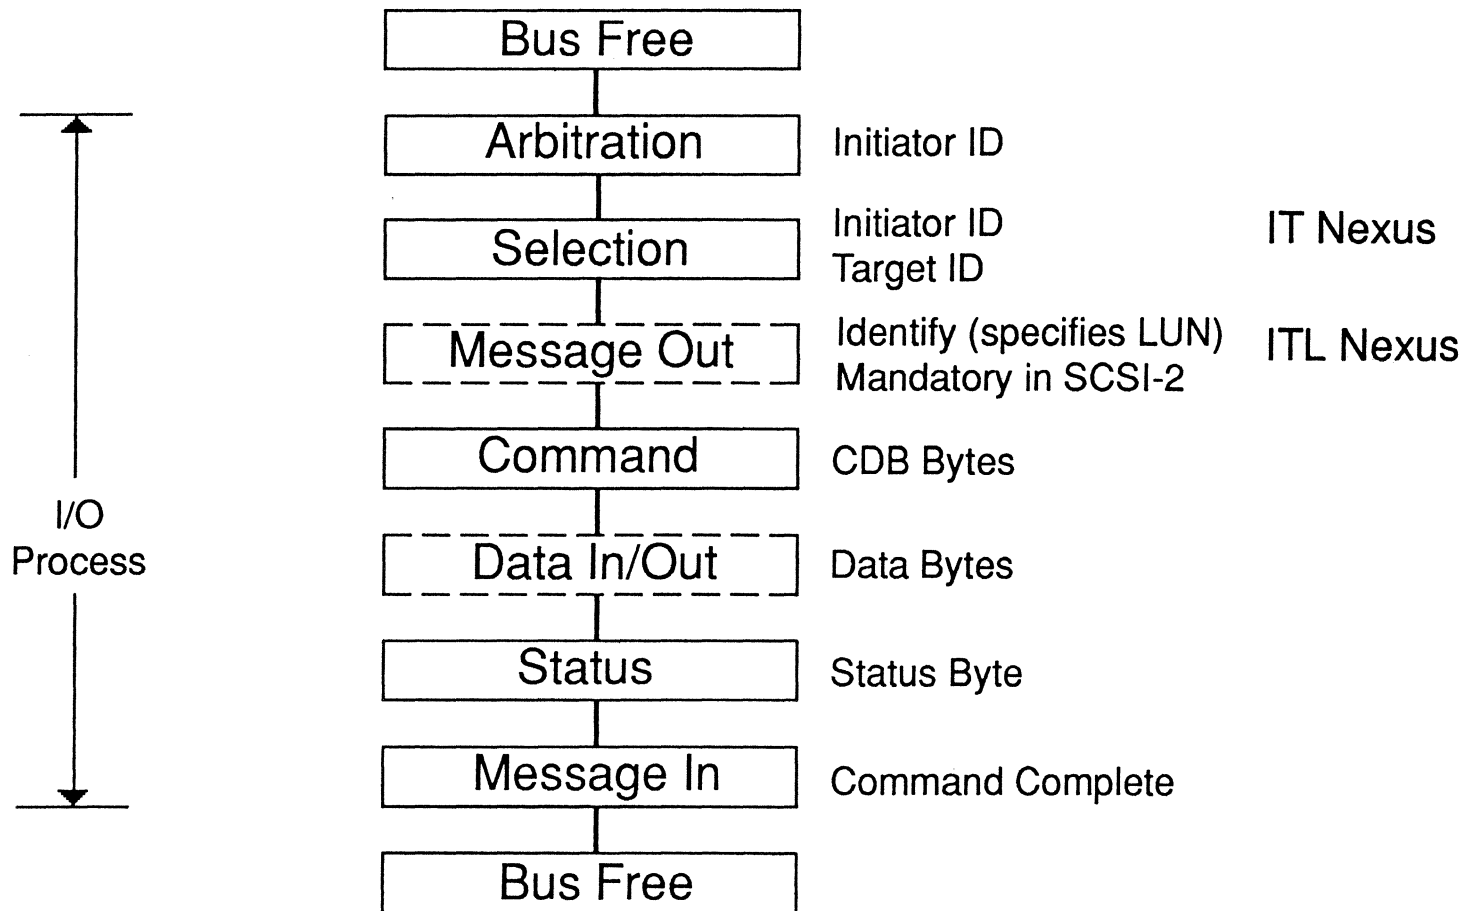 Bus Free
Arbitration
Initiator ID
Selection
Initiator ID
Target ID
IT Nexus
Message Out
Identify (specifies LUN)
Mandatory in SCSI-2
ITL Nexus
Command
CDB Bytes
I/O
Process
Data In/Out
Data Bytes
Status
Status Byte
Message In
Command Complete
Bus Free